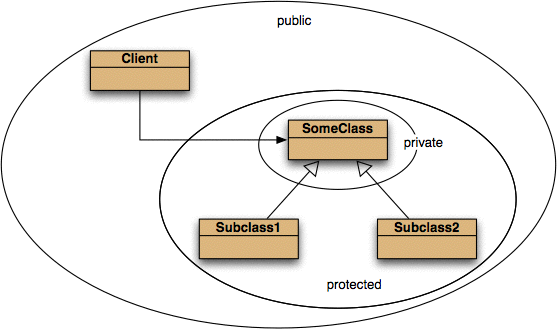 public
Client
SomeClass
private
Subclass1
Subclass2
protected